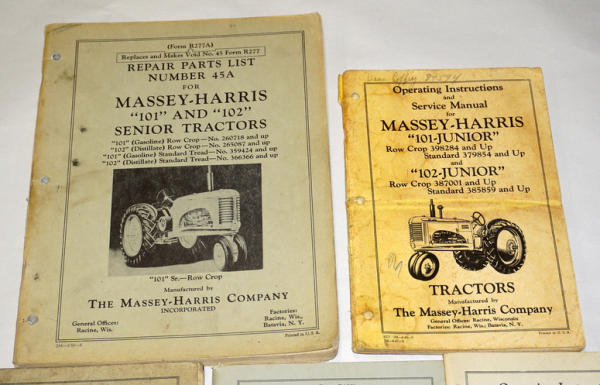 (Form R277A)
Replaces and Makes Void No. 45 Form R277
REPAIR PARTS LIST
NUMBER 45A
FOR
MASSEY-HARRIS
"101" AND "102"
SENIOR TRACTORS
"101" (Gasoline) Row Crop—No. 260718 and up
"102" (Distillate) Row Crop—No. 265087 and up
"101" (Gasoline) Standard Tread—No. 359424 and up
"102" (Distillate) Standard Tread—No. 366366 and up
"101" Sr.—Row Crop
Manufactured by
THE MASSEY-HARRIS COMPANY
INCORPORATED
General Offices:
Racine, Wis.
Factories:
Racine, Wis.
Batavia, N. Y.
Printed in U. S. A.
Operating Instructions
and
Service Manual
for
MASSEY-HARRIS
"101-JUNIOR"
Row Crop 398284 and Up
Standard 379854 and Up
and
"102-JUNIOR"
Row Crop 387001 and Up
Standard 385859 and Up
TRACTORS
Manufactured by
The Massey-Harris Company
General Offices: Racine, Wisconsin
Factories: Racine, Wis.; Batavia, N. Y.
Printed in U.S.A.